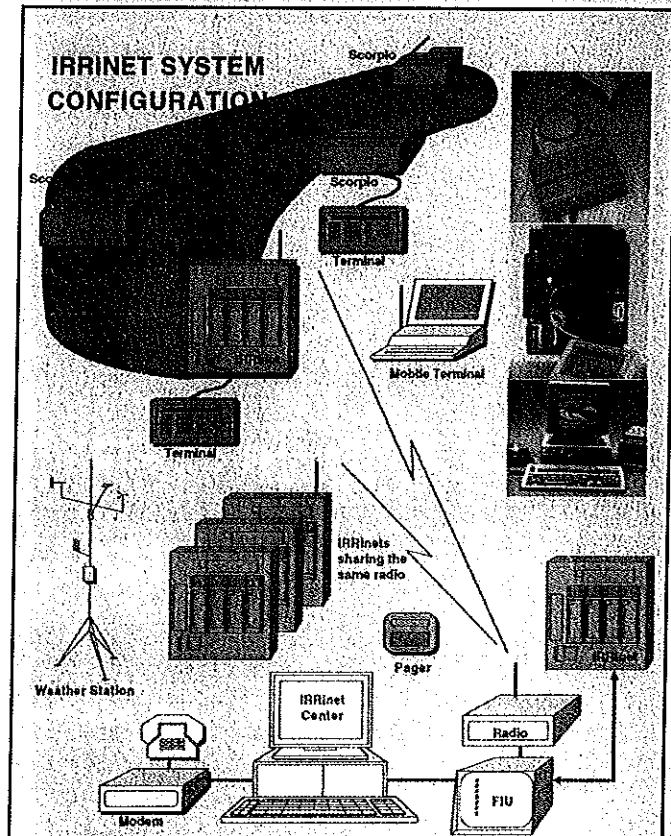 IRRINET SYSTEM
CONFIGURATION
Scorpio
Scorpio
Terminal
Mobile Terminal
Terminal
IRRInets
sharing the
same radio
Pager
Weather Station
IRRInet
Center
Radio
Modem
FIU